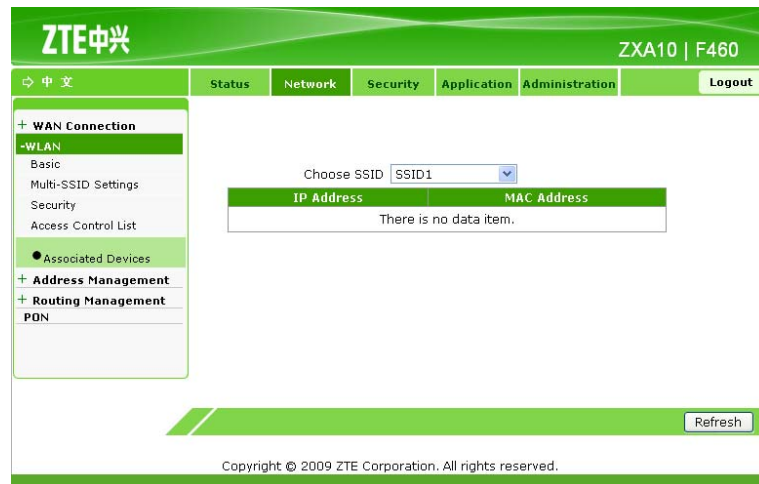 ZTE中兴
ZXA10 | F460
中文
Status Network Security Application Administration Logout
+ WAN Connection
-WLAN
Basic
Multi-SSID Settings
Security
Access Control List
Associated Devices
+ Address Management
+ Routing Management
PON
Choose SSID SSID1
IP Address MAC Address
There is no data item.
Refresh
Copyright © 2009 ZTE Corporation. All rights reserved.